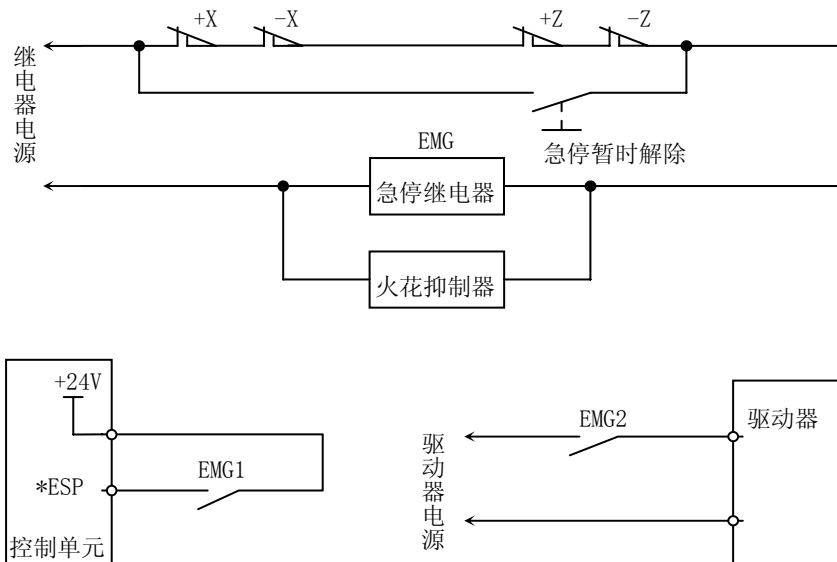 +X
-X
+Z
-Z
继电器电源
急停暂时解除
EMG
急停继电器
火花抑制器
+24V
*ESP
控制单元
EMG1
驱动器电源
EMG2
驱动器